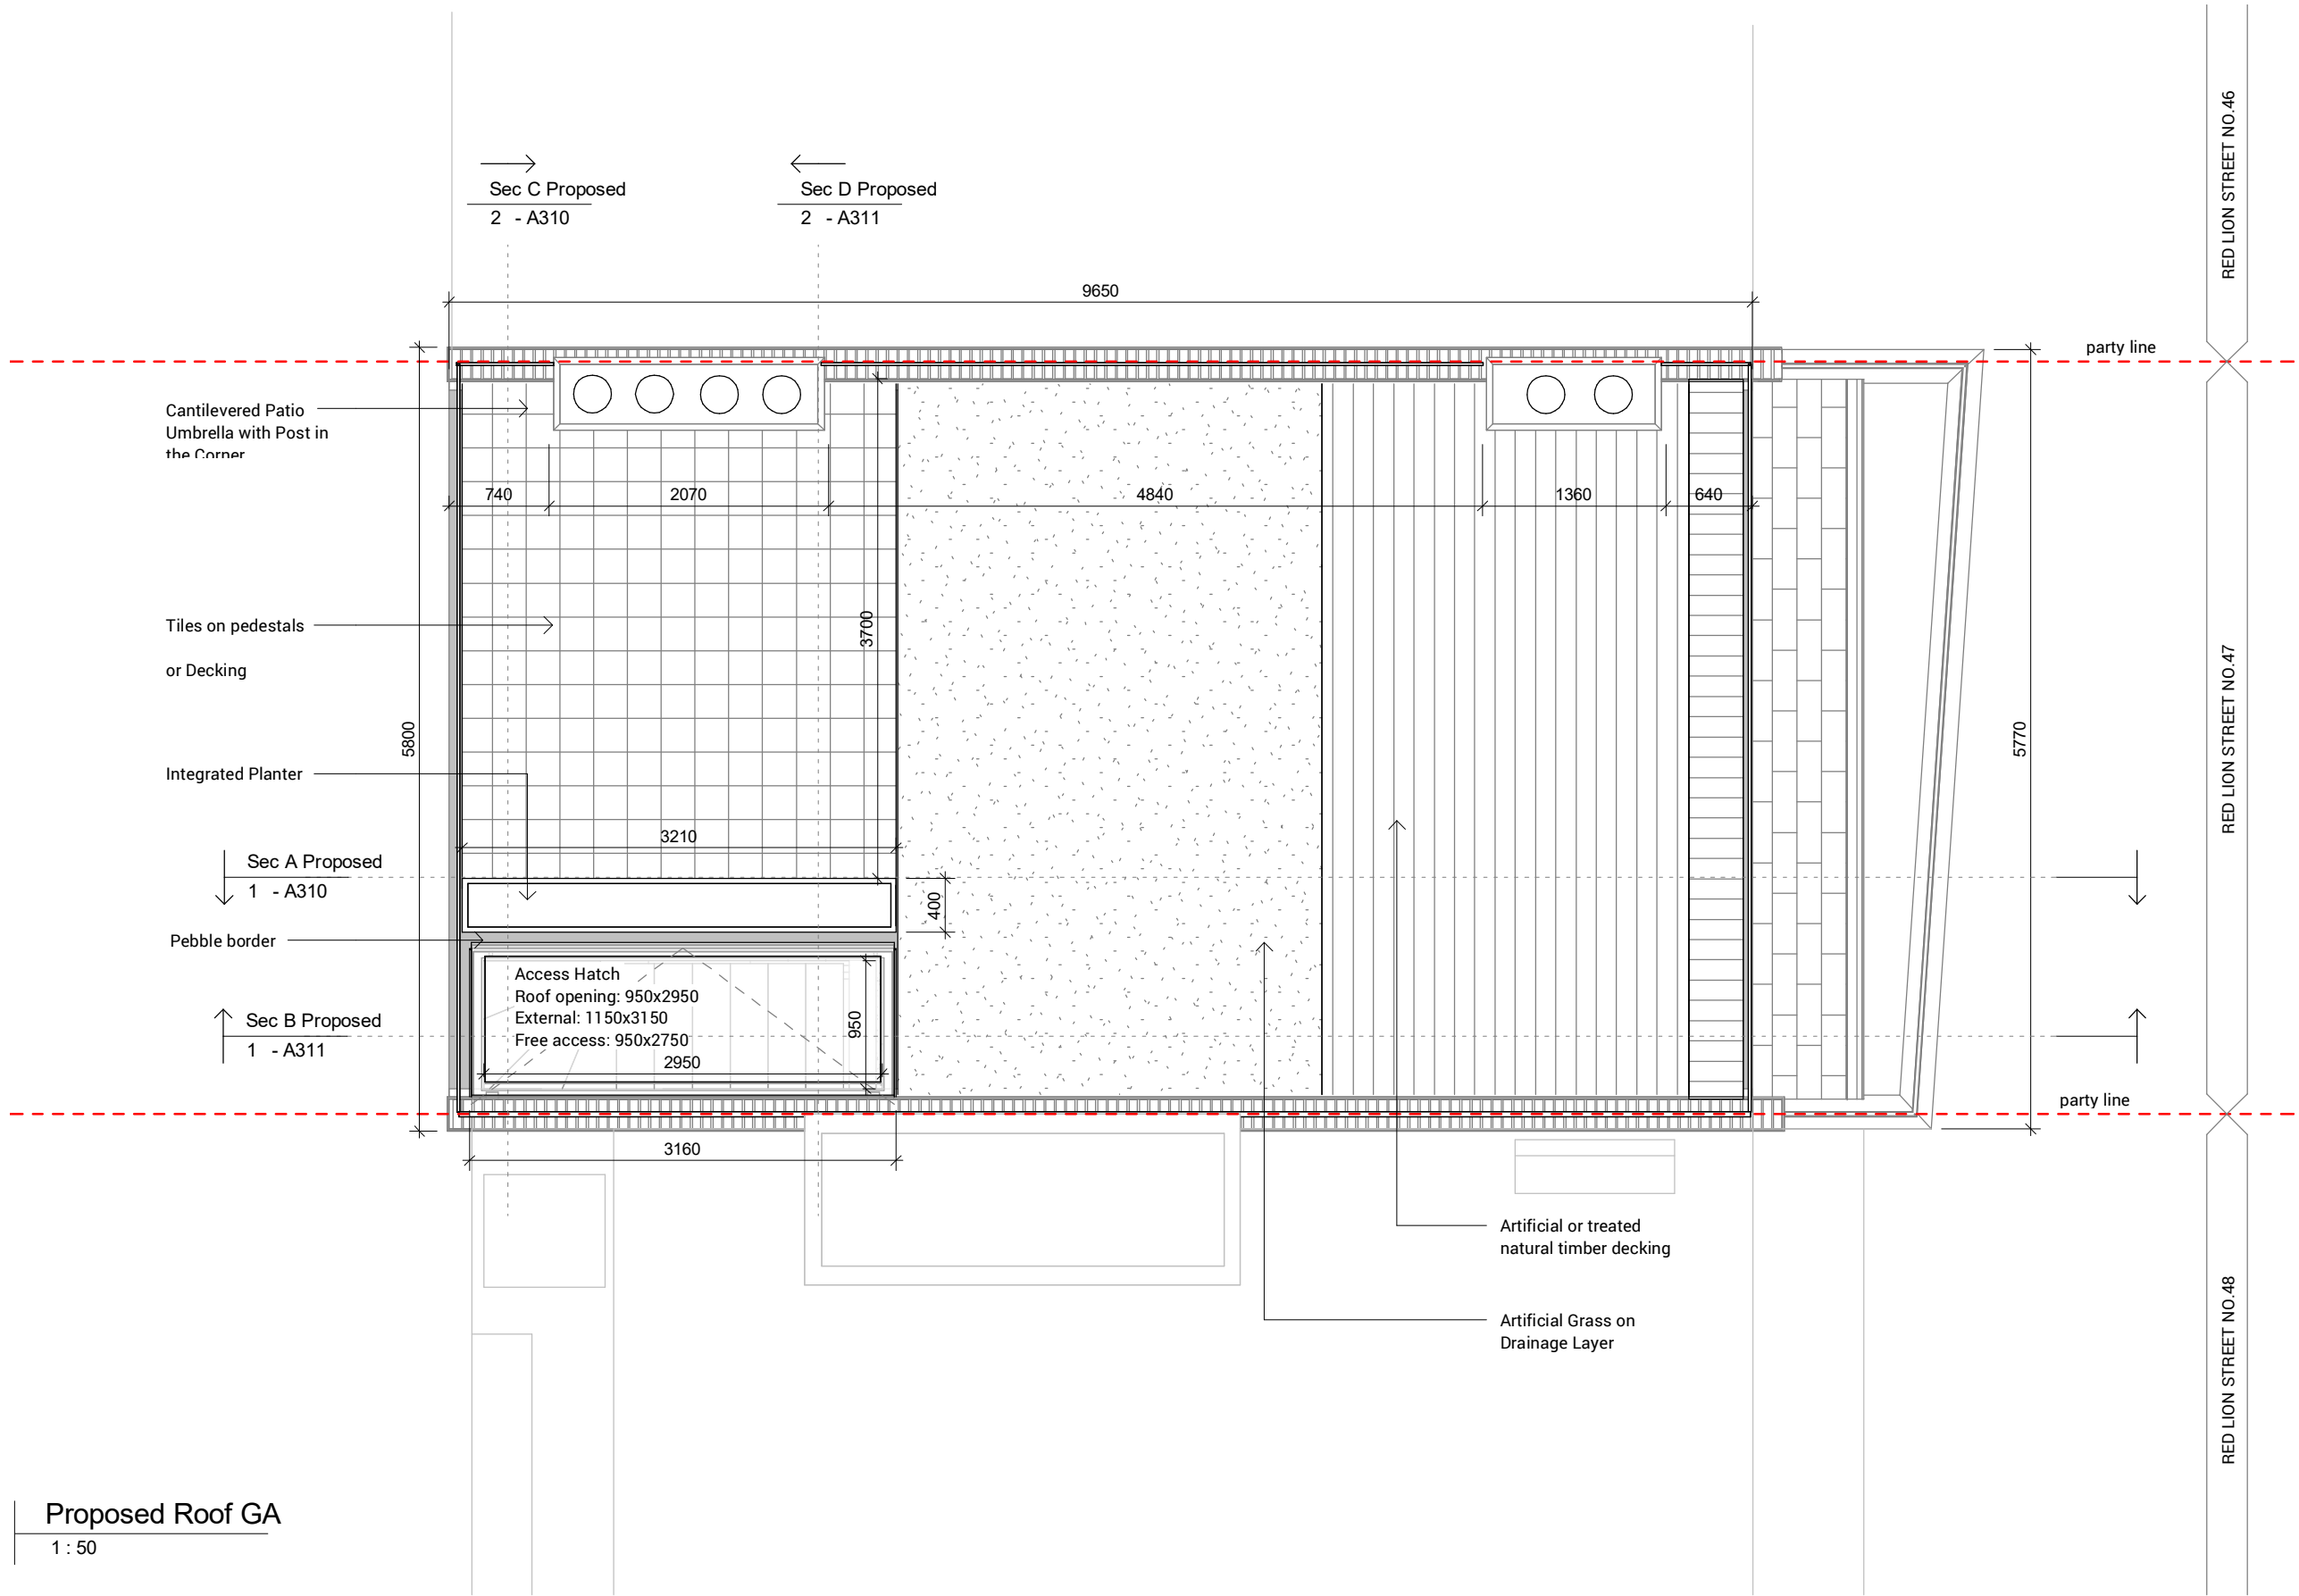 RED LION STREET NO.46
Sec C Proposed
2 - A310
Sec D Proposed
2 - A311
9650
party line
Cantilevered Patio
Umbrella with Post in
the Corner
740
2070
4840
1360
640
Tiles on pedestals
or Decking
3700
5800
5770
RED LION STREET NO.47
Integrated Planter
3210
Sec A Proposed
1 - A310
400
Pebble border
Access Hatch
Roof opening: 950x2950
External: 1150x3150
Free access: 950x2750
950
2950
Sec B Proposed
1 - A311
party line
3160
Artificial or treated
natural timber decking
Artificial Grass on
Drainage Layer
RED LION STREET NO.48
Proposed Roof GA
1 : 50